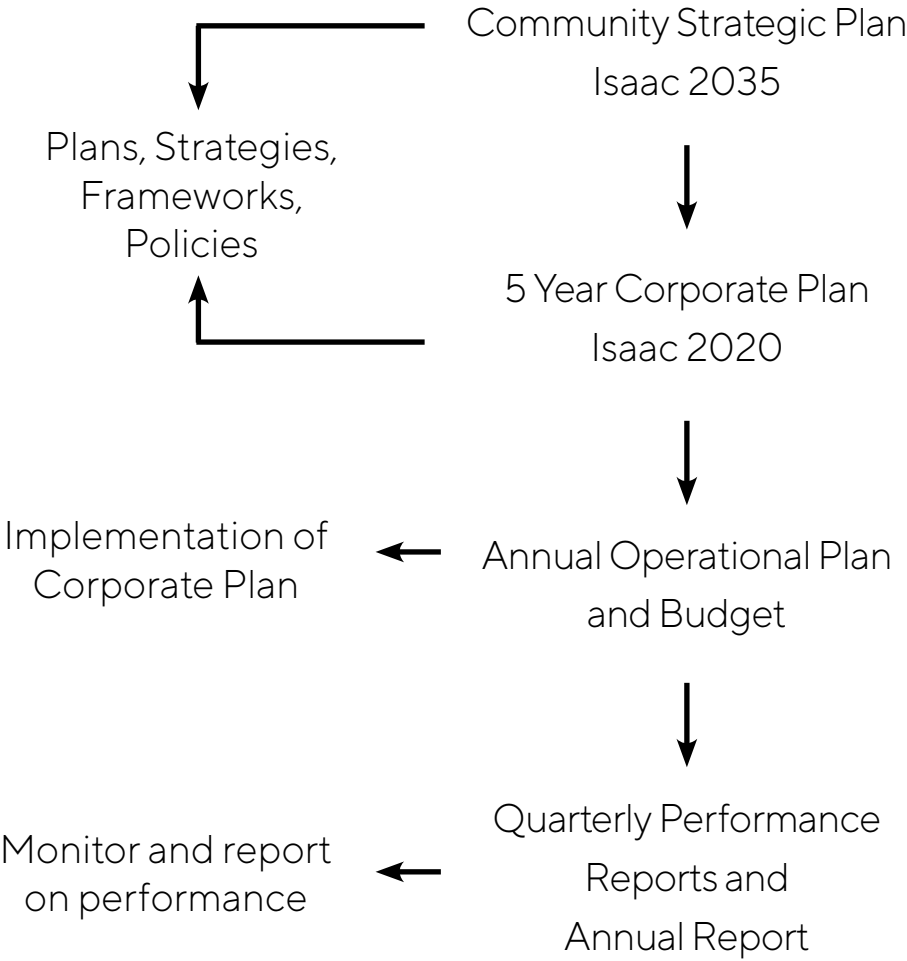 Community Strategic Plan
Isaac 2035
Plans, Strategies,
Frameworks,
Policies
5 Year Corporate Plan
Isaac 2020
Implementation of
Corporate Plan
Annual Operational Plan
and Budget
Monitor and report
on performance
Quarterly Performance
Reports and
Annual Report